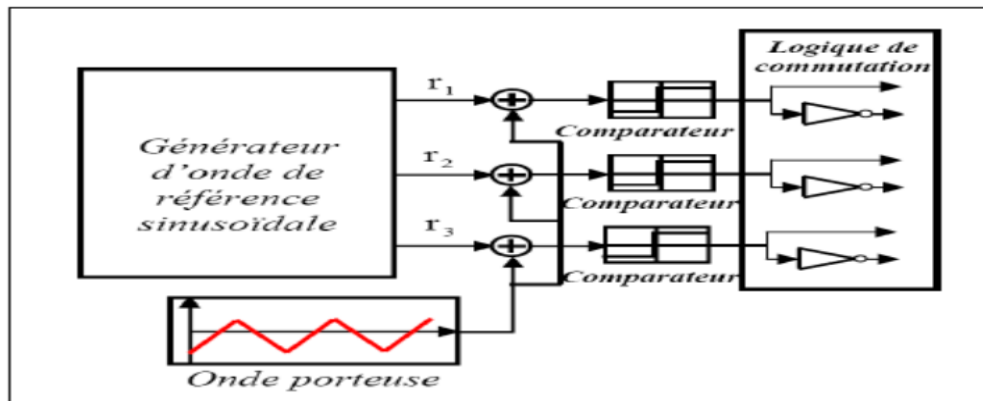 Générateur
d'onde de
référence
sinusoïdale
r1
r2
r3
Comparateur
Comparateur
Comparateur
Logique de
commutation
Onde porteuse